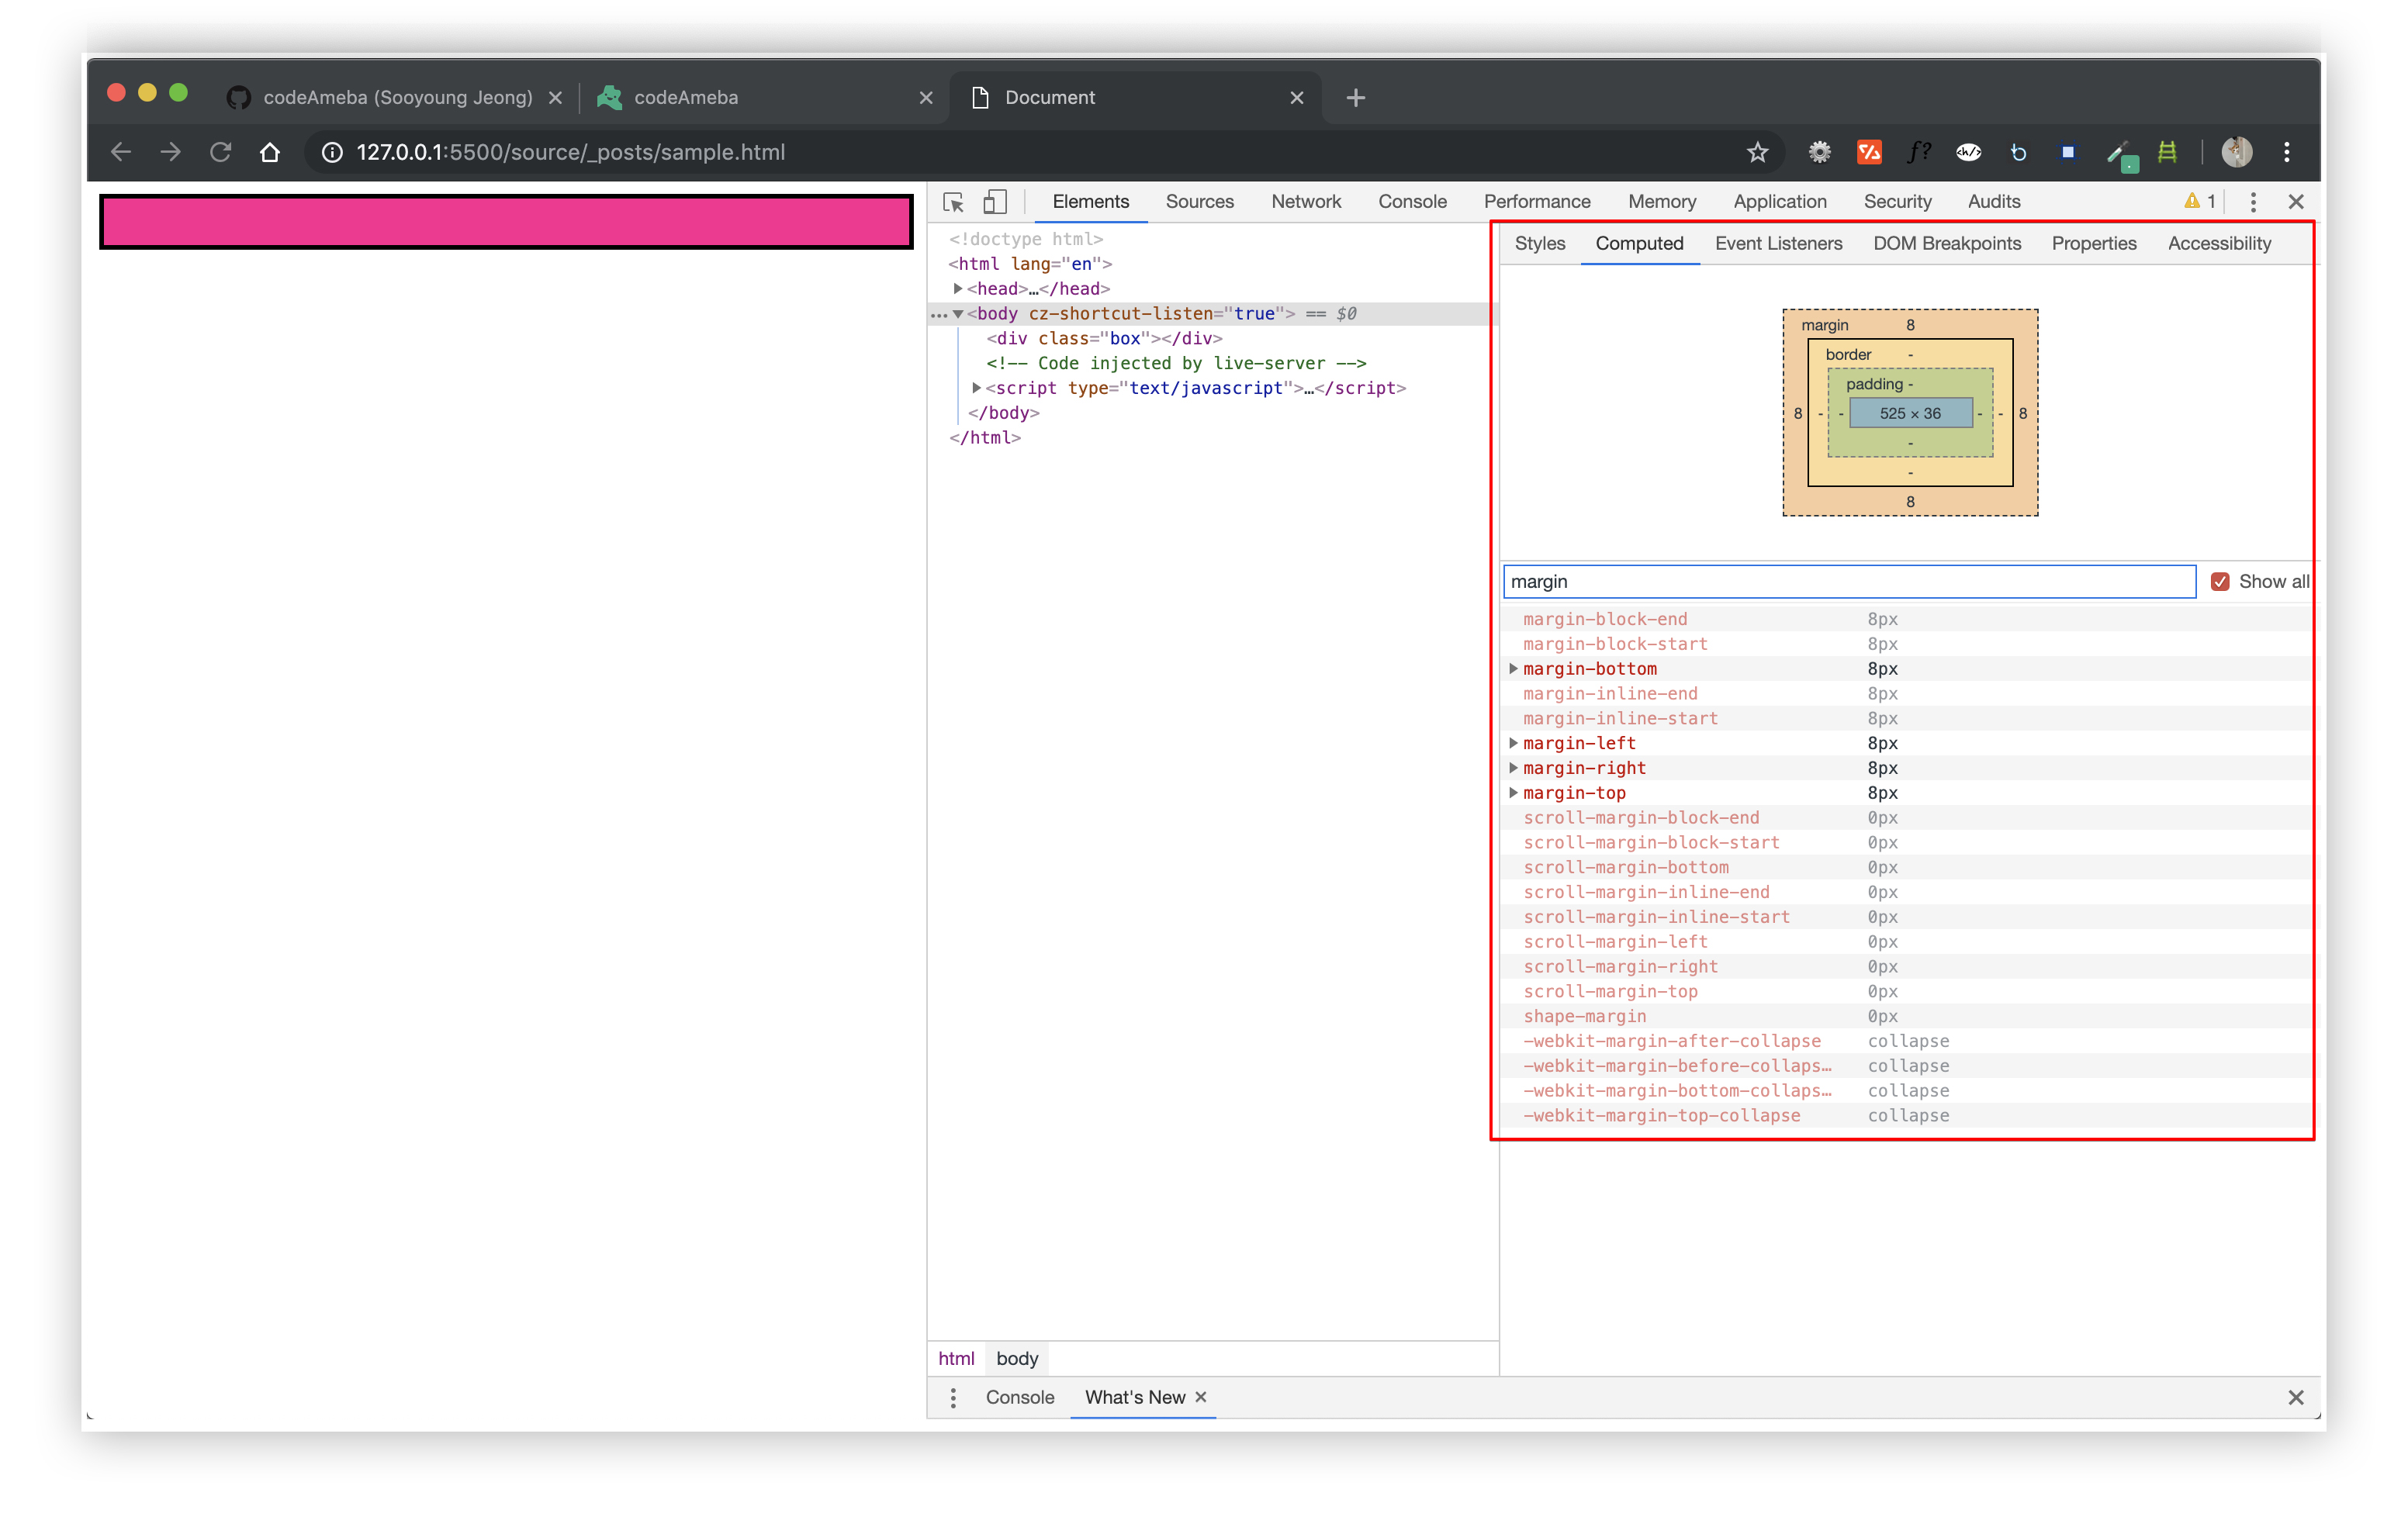 codeAmeba (Sooyoung Jeong)
codeAmeba
Document
127.0.0.1:5500/source/_posts/sample.html
f?
<h/>
Elements Sources Network Console Performance Memory Application Security Audits 1
<!doctype html>
<html lang="en">
<head>…</head>
<body cz-shortcut-listen="true"> == $0
<div class="box"></div>
<!-- Code injected by live-server -->
<script type="text/javascript">…</script>
</body>
</html>
html body
Styles Computed Event Listeners DOM Breakpoints Properties Accessibility
margin 8
border -
padding -
8 - - 525 × 36 - - 8
-
-
8
margin
Show all
margin-block-end 8px
margin-block-start 8px
margin-bottom 8px
margin-inline-end 8px
margin-inline-start 8px
margin-left 8px
margin-right 8px
margin-top 8px
scroll-margin-block-end 0px
scroll-margin-block-start 0px
scroll-margin-bottom 0px
scroll-margin-inline-end 0px
scroll-margin-inline-start 0px
scroll-margin-left 0px
scroll-margin-right 0px
scroll-margin-top 0px
shape-margin 0px
-webkit-margin-after-collapse collapse
-webkit-margin-before-collaps… collapse
-webkit-margin-bottom-collaps… collapse
-webkit-margin-top-collapse collapse
Console What's New